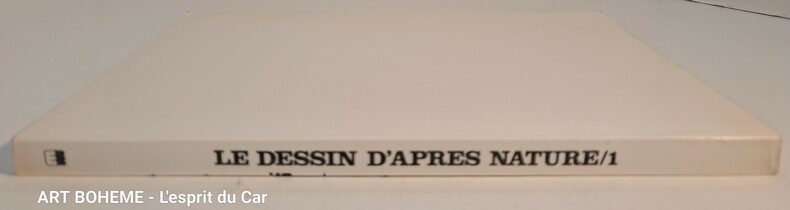 LE DESSIN D'APRES NATURE/1
ART BOHEME - L'esprit du Car